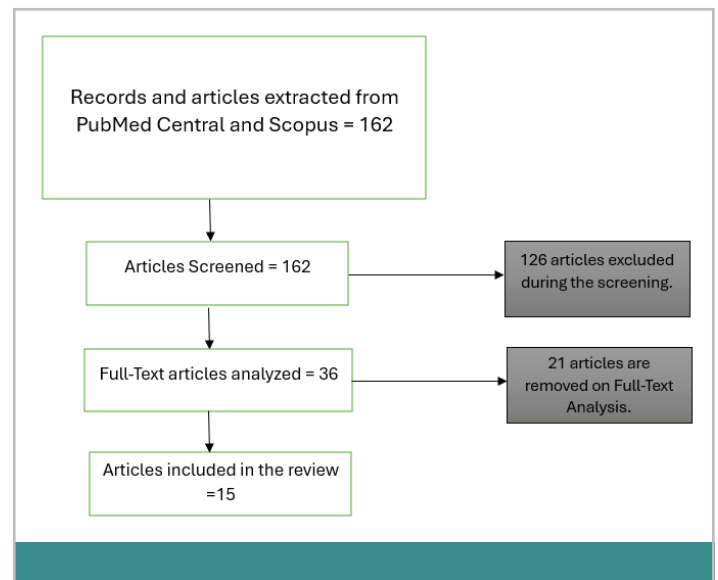 Records and articles extracted from
PubMed Central and Scopus = 162
Articles Screened = 162
126 articles excluded
during the screening.
Full-Text articles analyzed = 36
21 articles are
removed on Full-Text
Analysis.
Articles included in the review
=15